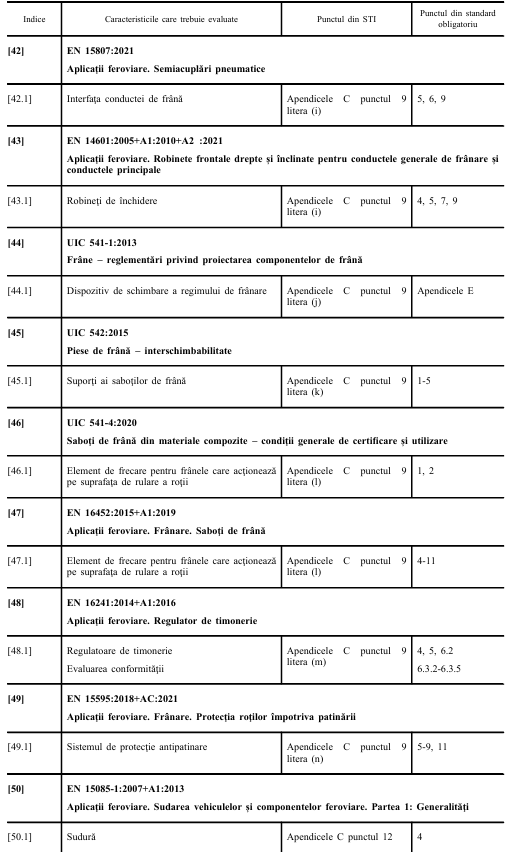 Indice Caracteristicile care trebuie evaluate Punctul din STI Punctul din standard
obligatoriu
[42] EN 15807:2021
Aplicații feroviare. Semiacuplări pneumatice
[42.1] Interfața conductei de frână Apendicele C punctul 9 5, 6, 9
litera (i)
[43] EN 14601:2005+A1:2010+A2 :2021
Aplicații feroviare. Robinete frontale drepte și înclinate pentru conductele generale de frânare și
conductele principale
[43.1] Robineți de închidere Apendicele C punctul 9 4, 5, 7, 9
litera (i)
[44] UIC 541-1:2013
Frâne – reglementări privind proiectarea componentelor de frână
[44.1] Dispozitiv de schimbare a regimului de frânare Apendicele C punctul 9 Apendicele E
litera (j)
[45] UIC 542:2015
Piese de frână – interschimbabilitate
[45.1] Suporți ai saboților de frână Apendicele C punctul 9 1-5
litera (k)
[46] UIC 541-4:2020
Saboți de frână din materiale compozite – condiții generale de certificare și utilizare
[46.1] Element de frecare pentru frânele care acționează Apendicele C punctul 9 1, 2
pe suprafața de rulare a roții litera (l)
[47] EN 16452:2015+A1:2019
Aplicații feroviare. Frânare. Saboți de frână
[47.1] Element de frecare pentru frânele care acționează Apendicele C punctul 9 4-11
pe suprafața de rulare a roții litera (l)
[48] EN 16241:2014+A1:2016
Aplicații feroviare. Regulator de timonerie
[48.1] Regulatoare de timonerie Apendicele C punctul 9 4, 5, 6.2
litera (m)
Evaluarea conformității 6.3.2-6.3.5
[49] EN 15595:2018+AC:2021
Aplicații feroviare. Frânare. Protecția roților împotriva patinării
[49.1] Sistemul de protecție antipatinare Apendicele C punctul 9 5-9, 11
litera (n)
[50] EN 15085-1:2007+A1:2013
Aplicații feroviare. Sudarea vehiculelor și componentelor feroviare. Partea 1: Generalități
[50.1] Sudură Apendicele C punctul 12 4